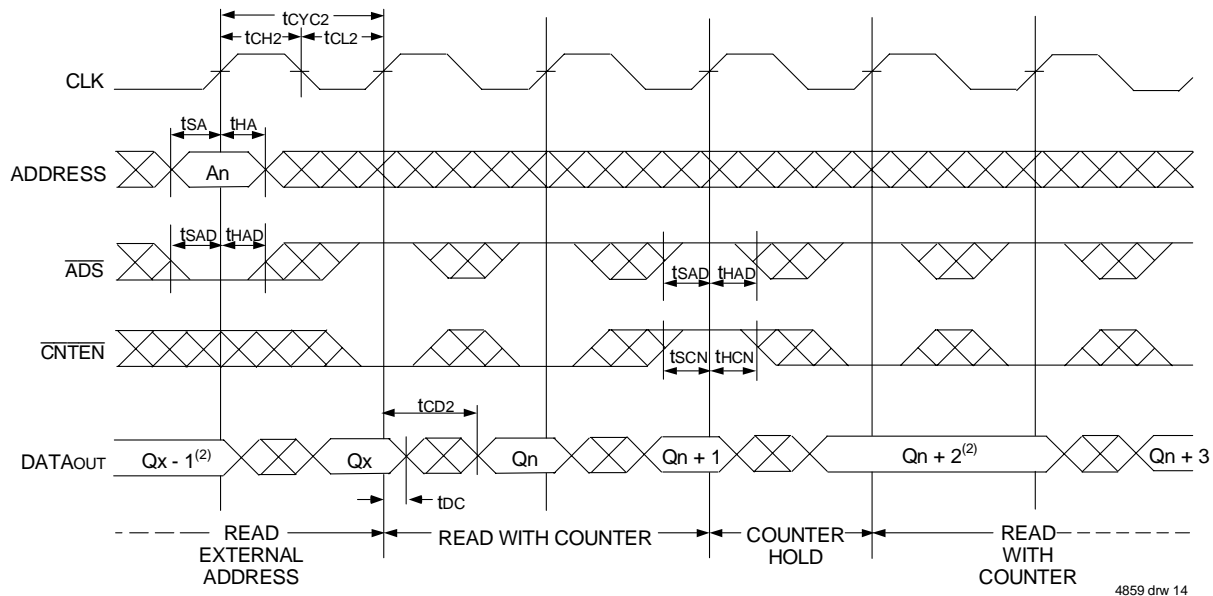 tCYC2
tCH2 tCL2
CLK
tSA tHA
ADDRESS An
tSAD tHAD
ADS
tSAD tHAD
CNTEN
tSCN tHCN
tCD2
DATAOUT Qx - 1(2) Qx Qn Qn + 1 Qn + 2(2) Qn + 3
tDC
READ EXTERNAL ADDRESS
READ WITH COUNTER
COUNTER HOLD
READ WITH COUNTER
4859 drw 14